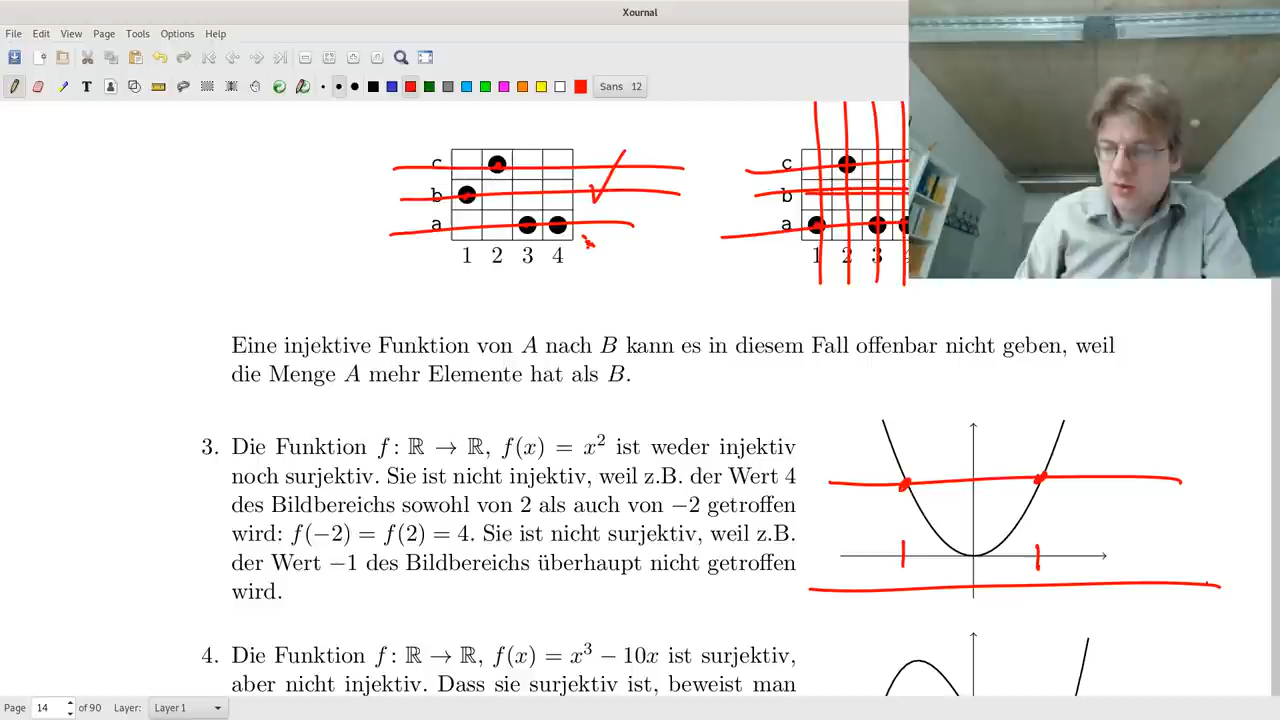 Xournal
File Edit View Page Tools Options Help
T Sans 12
c
b
a
1 2 3 4
c
b
a
1 2 3
Eine injektive Funktion von A nach B kann es in diesem Fall offenbar nicht geben, weil
die Menge A mehr Elemente hat als B.
3. Die Funktion f: ℝ → ℝ, f(x) = x² ist weder injektiv
noch surjektiv. Sie ist nicht injektiv, weil z.B. der Wert 4
des Bildbereichs sowohl von 2 als auch von −2 getroffen
wird: f(−2) = f(2) = 4. Sie ist nicht surjektiv, weil z.B.
der Wert −1 des Bildbereichs überhaupt nicht getroffen
wird.
4. Die Funktion f: ℝ → ℝ, f(x) = x³ − 10x ist surjektiv,
aber nicht injektiv. Dass sie surjektiv ist, beweist man
Page 14 of 90 Layer: Layer 1